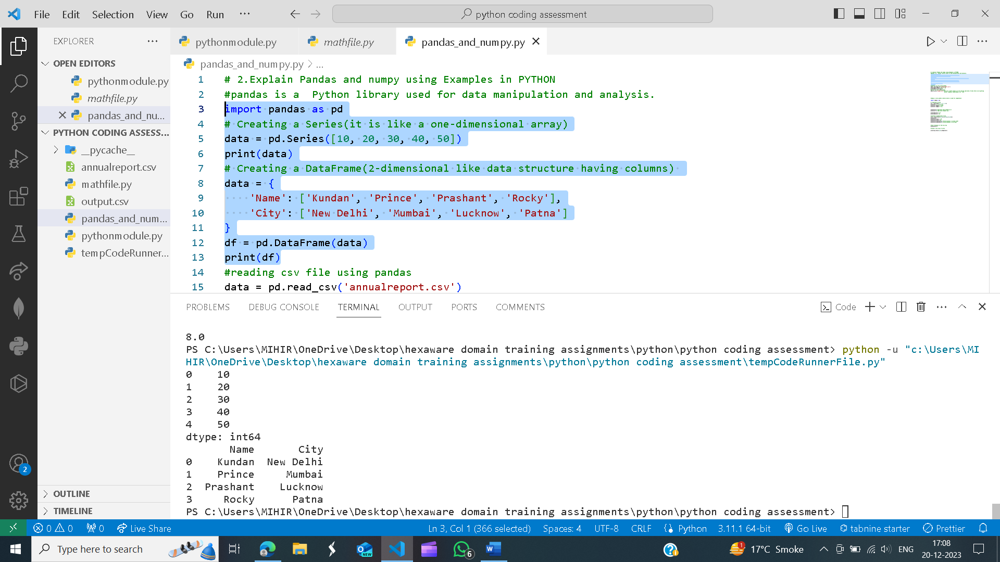 File Edit Selection View Go Run ··· python coding assessment
EXPLORER ···
OPEN EDITORS
pythonmodule.py
mathfile.py
pandas_and_nu...
PYTHON CODING ASSESS...
__pycache__
annualreport.csv
mathfile.py
output.csv
pandas_and_num...
pythonmodule.py
tempCodeRunner...
OUTLINE
TIMELINE
pythonmodule.py mathfile.py pandas_and_numpy.py
pandas_and_numpy.py > ...
1 # 2.Explain Pandas and numpy using Examples in PYTHON
2 #pandas is a  Python library used for data manipulation and analysis.
3 import pandas as pd
4 # Creating a Series(it is like a one-dimensional array)
5 data = pd.Series([10, 20, 30, 40, 50])
6 print(data)
7 # Creating a DataFrame(2-dimensional like data structure having columns)
8 data = {
9     'Name': ['Kundan', 'Prince', 'Prashant', 'Rocky'],
10     'City': ['New Delhi', 'Mumbai', 'Lucknow', 'Patna']
11 }
12 df = pd.DataFrame(data)
13 print(df)
14 #reading csv file using pandas
15 data = pd.read_csv('annualreport.csv')
PROBLEMS DEBUG CONSOLE TERMINAL OUTPUT PORTS COMMENTS Code
8.0
PS C:\Users\MIHIR\OneDrive\Desktop\hexaware domain training assignments\python\python coding assessment> python -u "c:\Users\MI
HIR\OneDrive\Desktop\hexaware domain training assignments\python\python coding assessment\tempCodeRunnerFile.py"
0    10
1    20
2    30
3    40
4    50
dtype: int64
       Name       City
0    Kundan  New Delhi
1    Prince     Mumbai
2  Prashant    Lucknow
3     Rocky      Patna
PS C:\Users\MIHIR\OneDrive\Desktop\hexaware domain training assignments\python\python coding assessment>
2
0 0 0 Live Share Ln 3, Col 1 (366 selected) Spaces: 4 UTF-8 CRLF Python 3.11.1 64-bit Go Live tabnine starter Prettier
Type here to search NEW 6 W 1 17°C Smoke ENG 17:08
20-12-2023